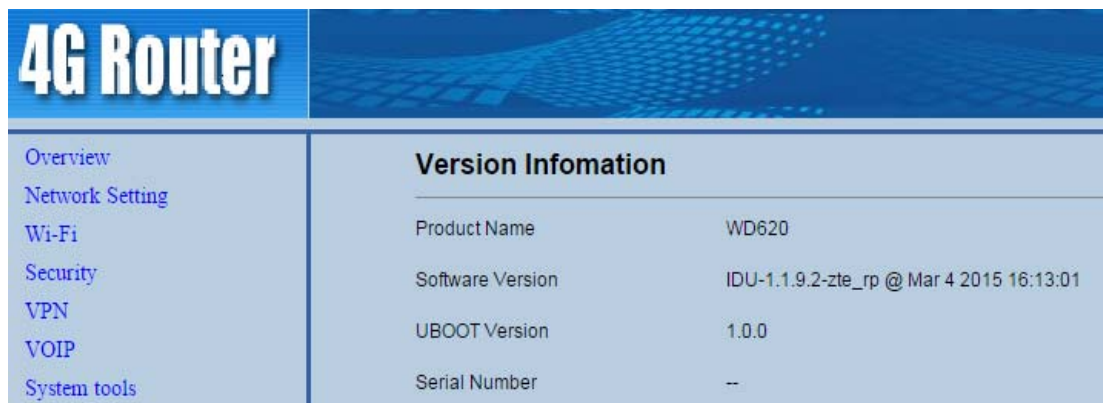 4G Router
Overview
Network Setting
Wi-Fi
Security
VPN
VOIP
System tools
Version Infomation
Product Name WD620
Software Version IDU-1.1.9.2-zte_rp @ Mar 4 2015 16:13:01
UBOOT Version 1.0.0
Serial Number --